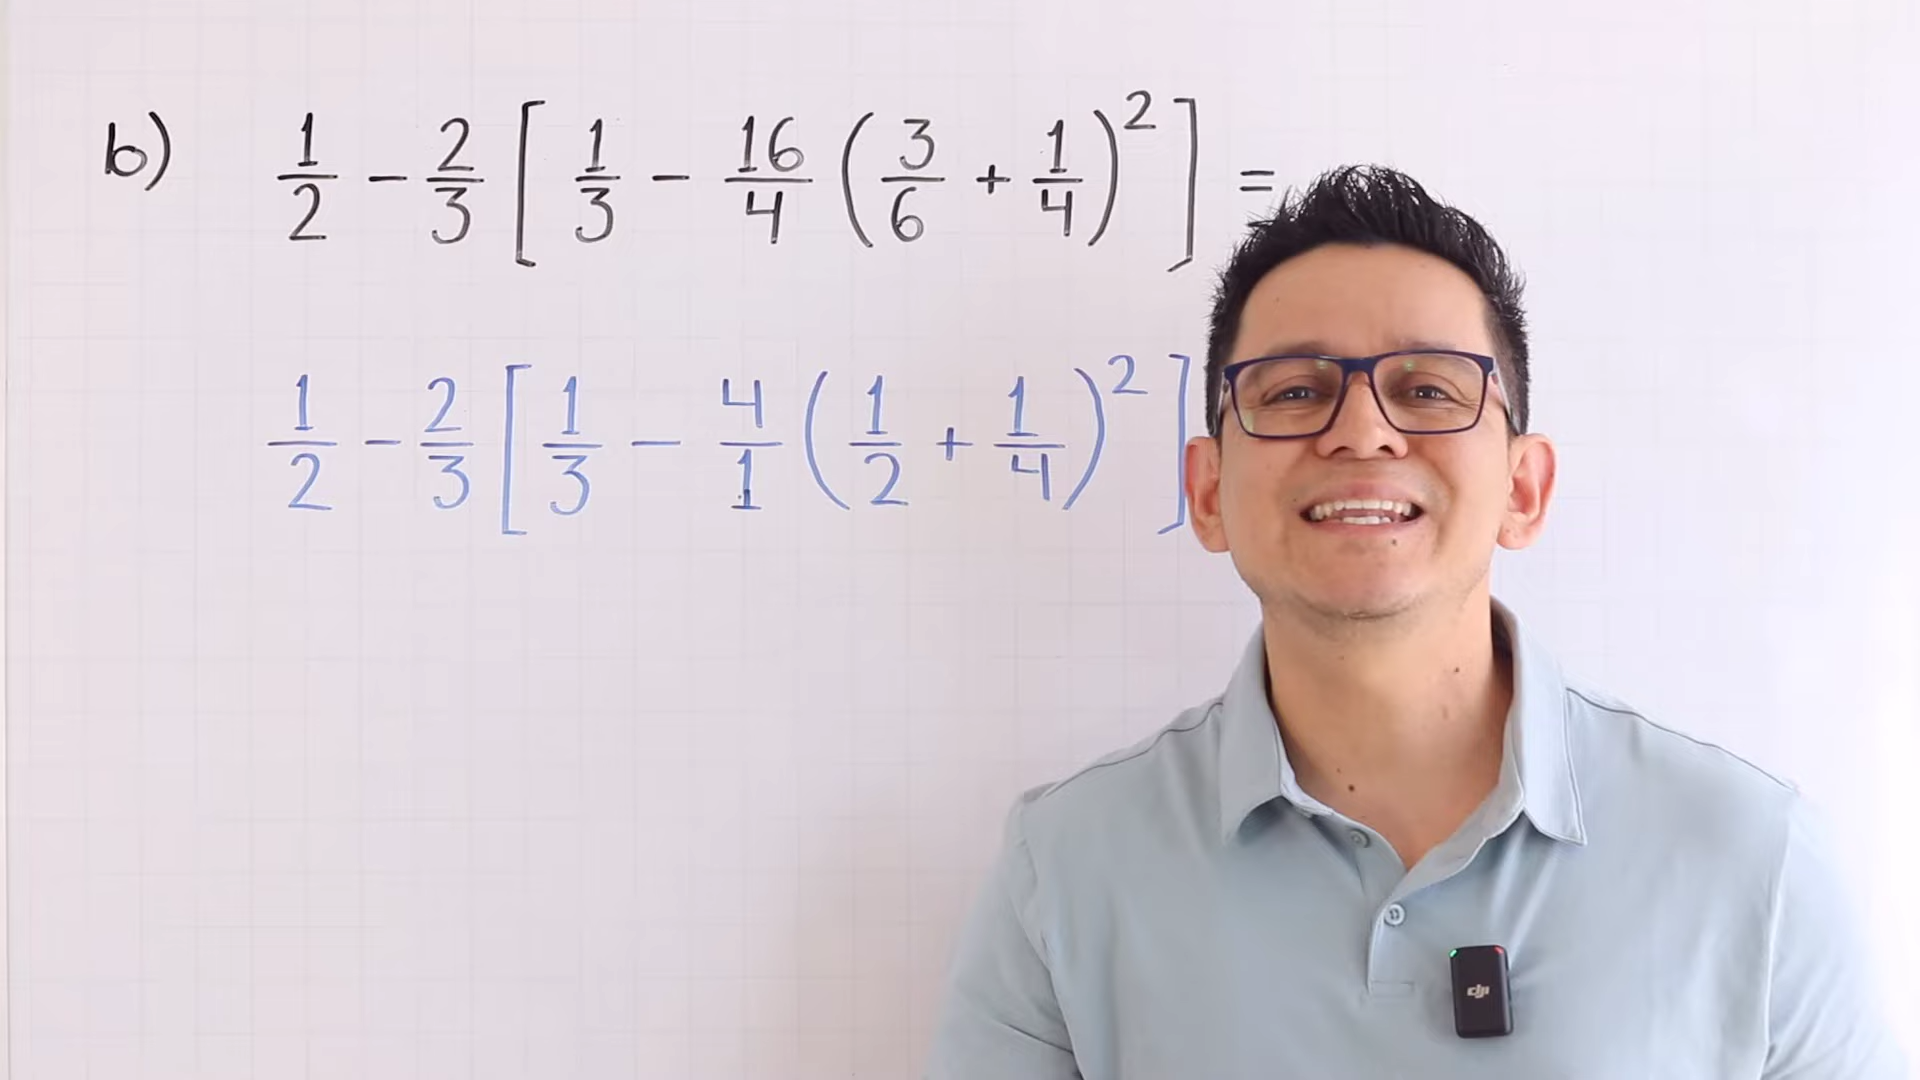 b) 1/2 - 2/3 [ 1/3 - 16/4 ( 3/6 + 1/4 )² ] =
1/2 - 2/3 [ 1/3 - 4/1 ( 1/2 + 1/4 )² ]
dji